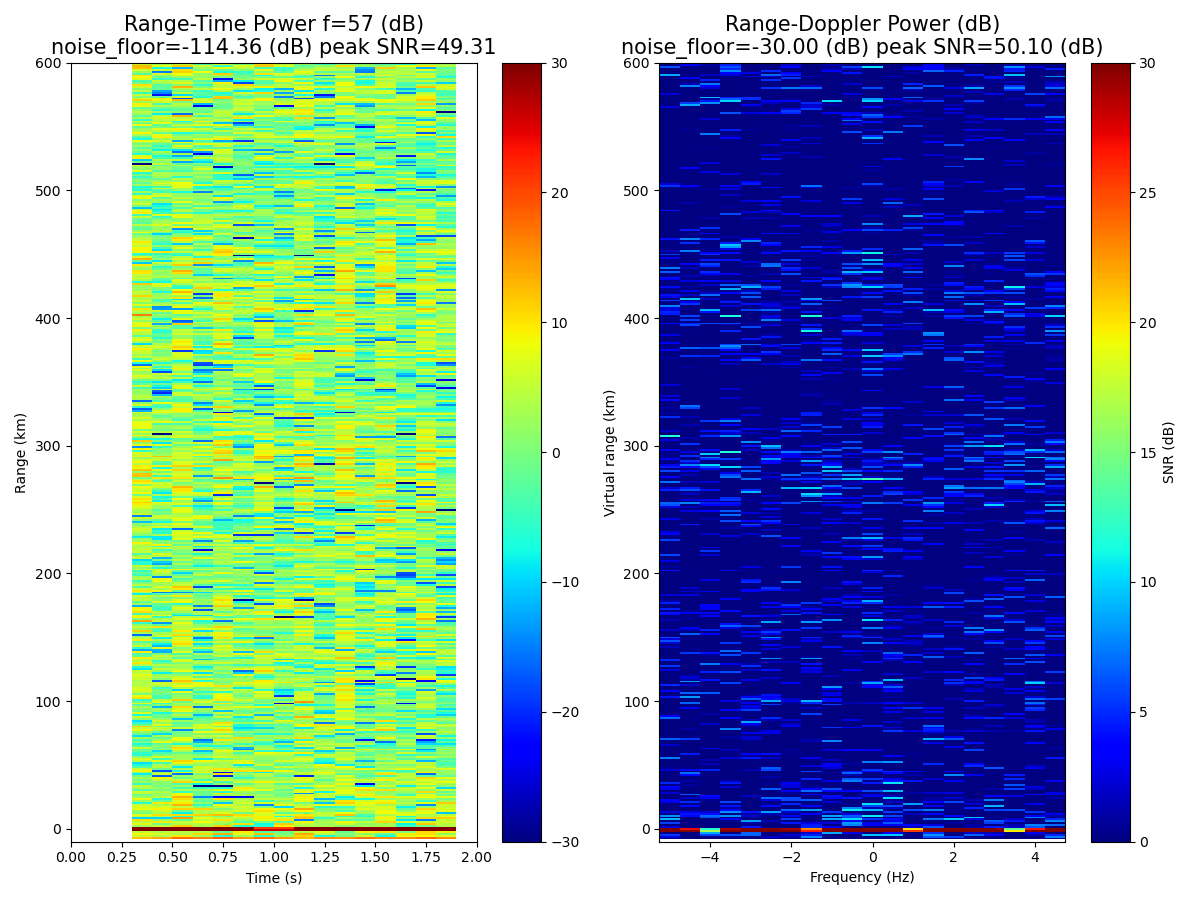 Range-Time Power f=57 (dB)
noise_floor=-114.36 (dB) peak SNR=49.31
600
500
400
300
200
100
0
Range (km)
0.00 0.25 0.50 0.75 1.00 1.25 1.50 1.75 2.00
Time (s)
30
20
10
0
−10
−20
−30
Range-Doppler Power (dB)
noise_floor=-30.00 (dB) peak SNR=50.10 (dB)
600
500
400
300
200
100
0
Virtual range (km)
−4 −2 0 2 4
Frequency (Hz)
30
25
20
15
10
5
0
SNR (dB)